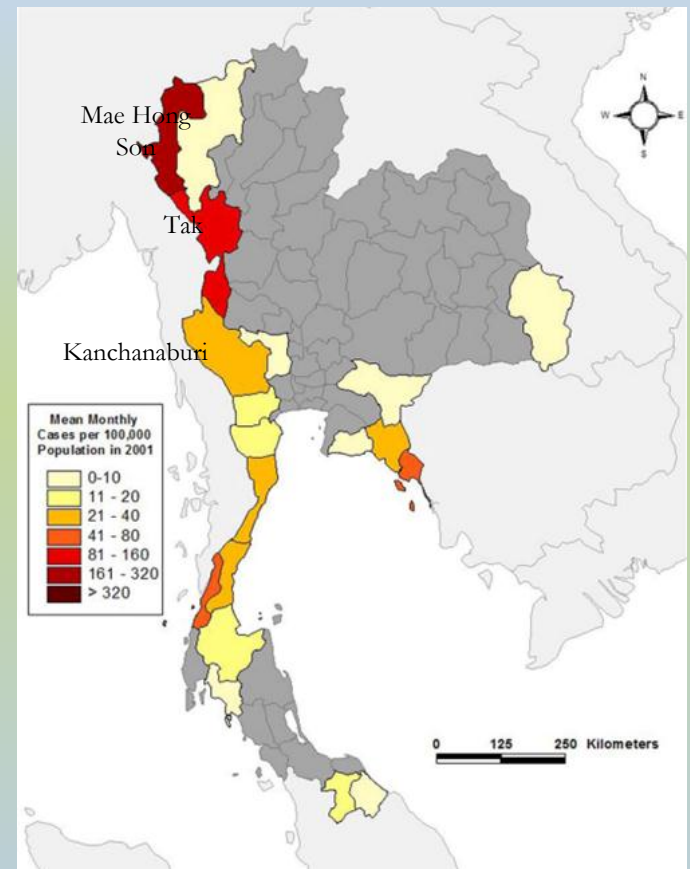 N
W
E
S
Mae Hong
Son
Tak
Kanchanaburi
Mean Monthly
Cases per 100,000
Population in 2001
0-10
11 - 20
21 - 40
41 - 80
81 - 160
161 - 320
> 320
0 125 250 Kilometers